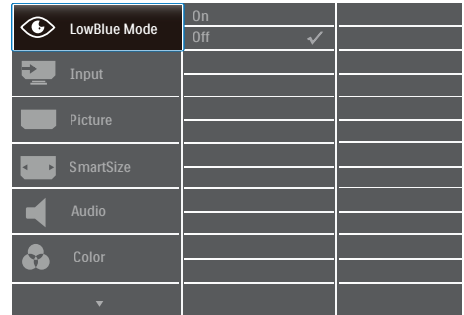 LowBlue Mode
On
Off
Input
Picture
SmartSize
Audio
Color